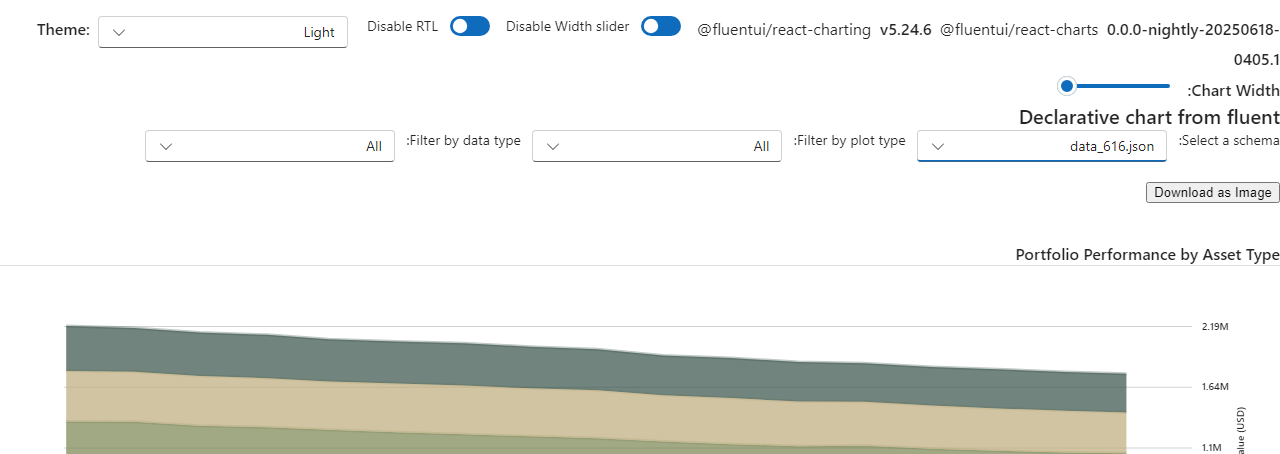 Theme: Light Disable RTL Disable Width slider @fluentui/react-charting v5.24.6 @fluentui/react-charts 0.0.0-nightly-20250618-
0405.1
:Chart Width
Declarative chart from fluent
:Select a schema data_616.json :Filter by plot type All :Filter by data type All
Download as Image
Portfolio Performance by Asset Type
2.19M
1.64M
1.1M
(USD)